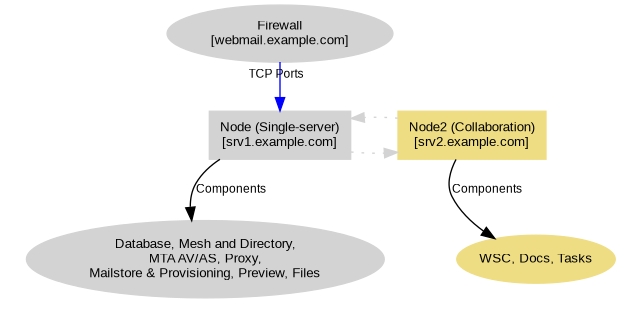 Firewall
[webmail.example.com]
TCP Ports
Node (Single-server)
[srv1.example.com]
Node2 (Collaboration)
[srv2.example.com]
Components
Components
Database, Mesh and Directory,
MTA AV/AS, Proxy,
Mailstore & Provisioning, Preview, Files
WSC, Docs, Tasks